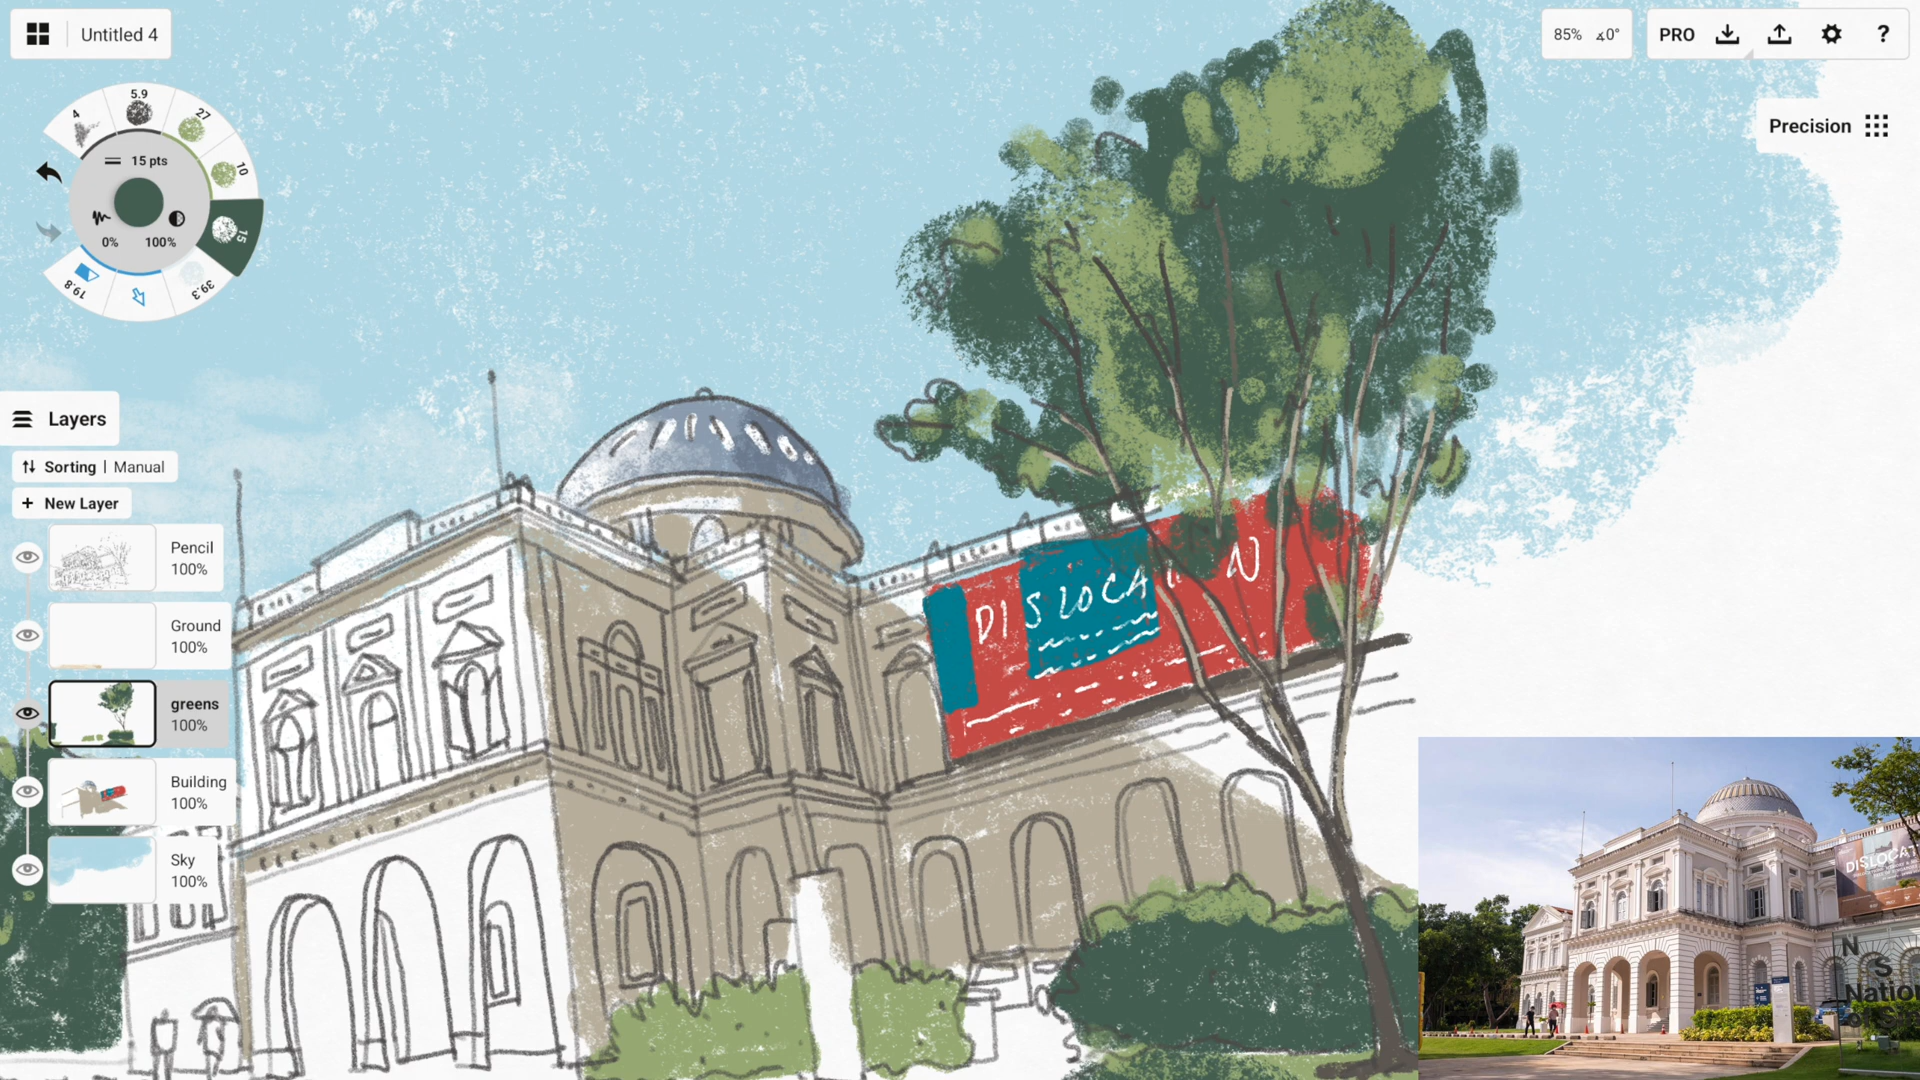 Untitled 4
85% ∡0°
PRO
?
Precision
4
5.9
27
10
15
39.3
19.8
15 pts
0% 100%
Layers
Sorting | Manual
+ New Layer
Pencil
100%
Ground
100%
greens
100%
Building
100%
Sky
100%
DISLOCA N
DISLOCAT
N
S
Nation